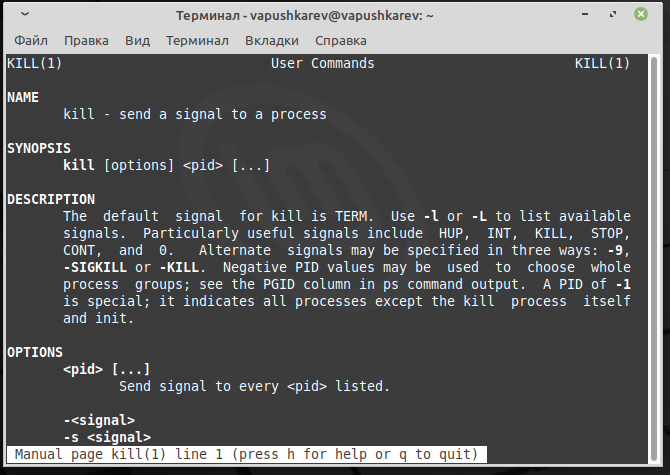 Терминал - vapushkarev@vapushkarev: ~
Файл Правка Вид Терминал Вкладки Справка
KILL(1) User Commands KILL(1)
NAME
kill - send a signal to a process
SYNOPSIS
kill [options] <pid> [...]
DESCRIPTION
The default signal for kill is TERM. Use -l or -L to list available
signals. Particularly useful signals include HUP, INT, KILL, STOP,
CONT, and 0. Alternate signals may be specified in three ways: -9,
-SIGKILL or -KILL. Negative PID values may be used to choose whole
process groups; see the PGID column in ps command output. A PID of -1
is special; it indicates all processes except the kill process itself
and init.
OPTIONS
<pid> [...]
Send signal to every <pid> listed.
-<signal>
-s <signal>
Manual page kill(1) line 1 (press h for help or q to quit)